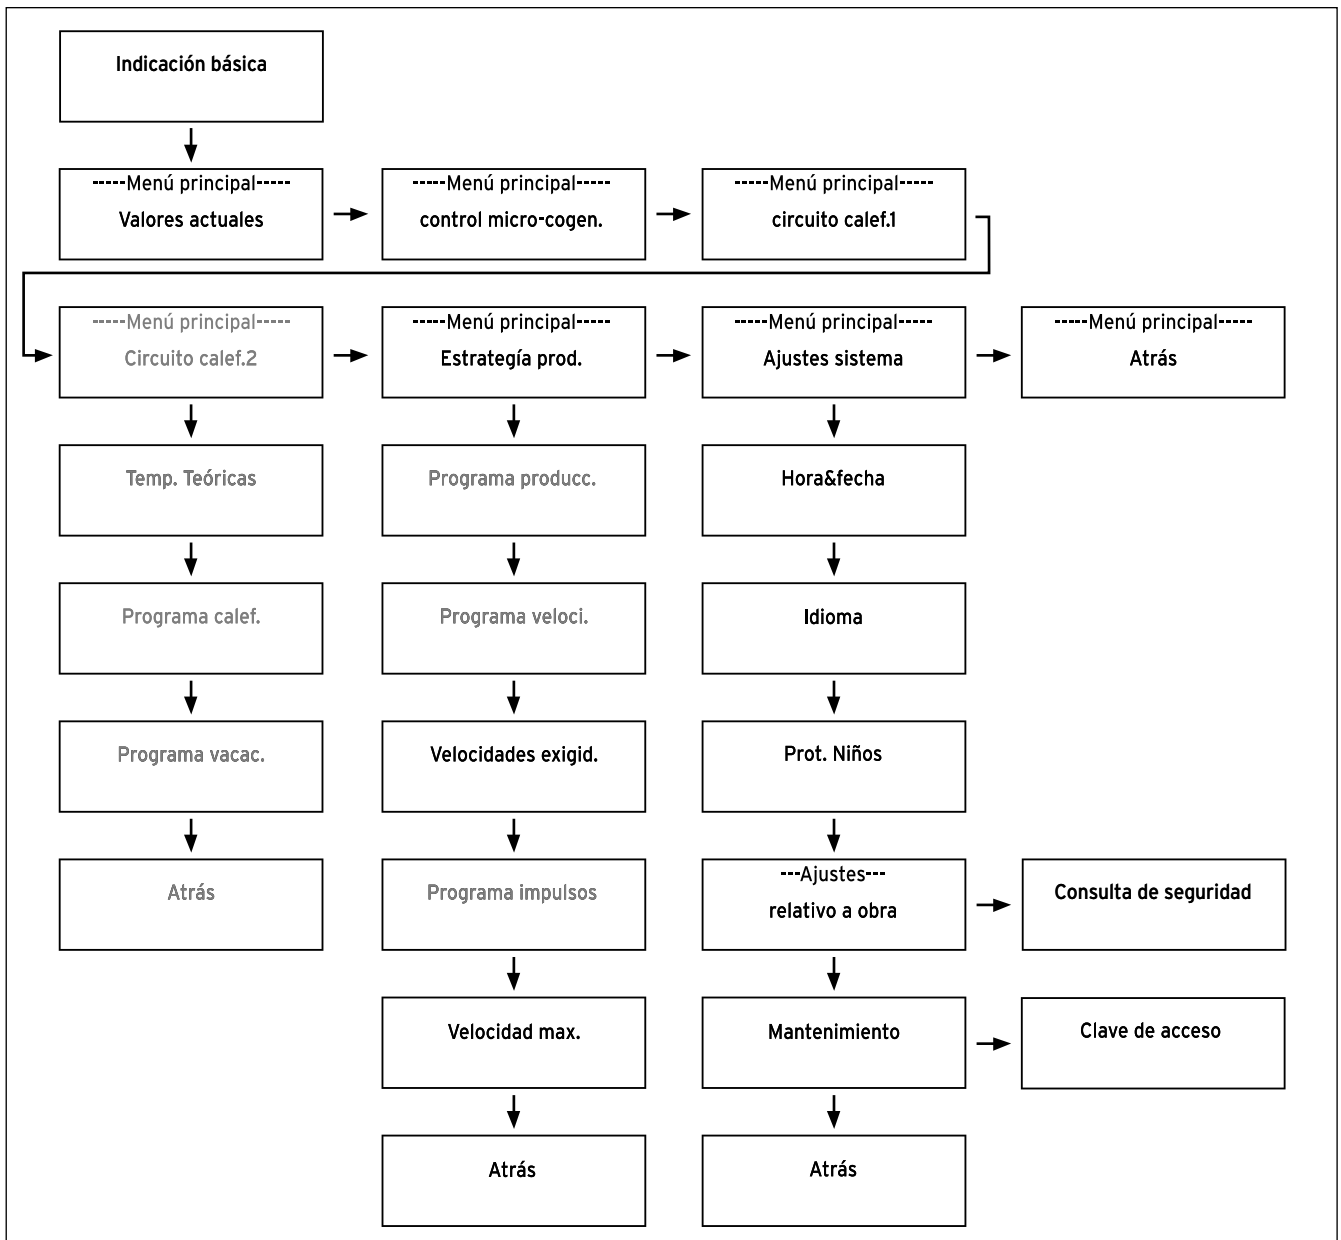 Indicación básica
-----Menú principal-----
Valores actuales
-----Menú principal-----
control micro-cogen.
-----Menú principal-----
circuito calef.1
-----Menú principal-----
Circuito calef.2
-----Menú principal-----
Estrategía prod.
-----Menú principal-----
Ajustes sistema
-----Menú principal-----
Atrás
Temp. Teóricas
Programa producc.
Hora&fecha
Programa calef.
Programa veloci.
Idioma
Programa vacac.
Velocidades exigid.
Prot. Niños
Atrás
Programa impulsos
---Ajustes---
relativo a obra
Consulta de seguridad
Velocidad max.
Mantenimiento
Clave de acceso
Atrás
Atrás